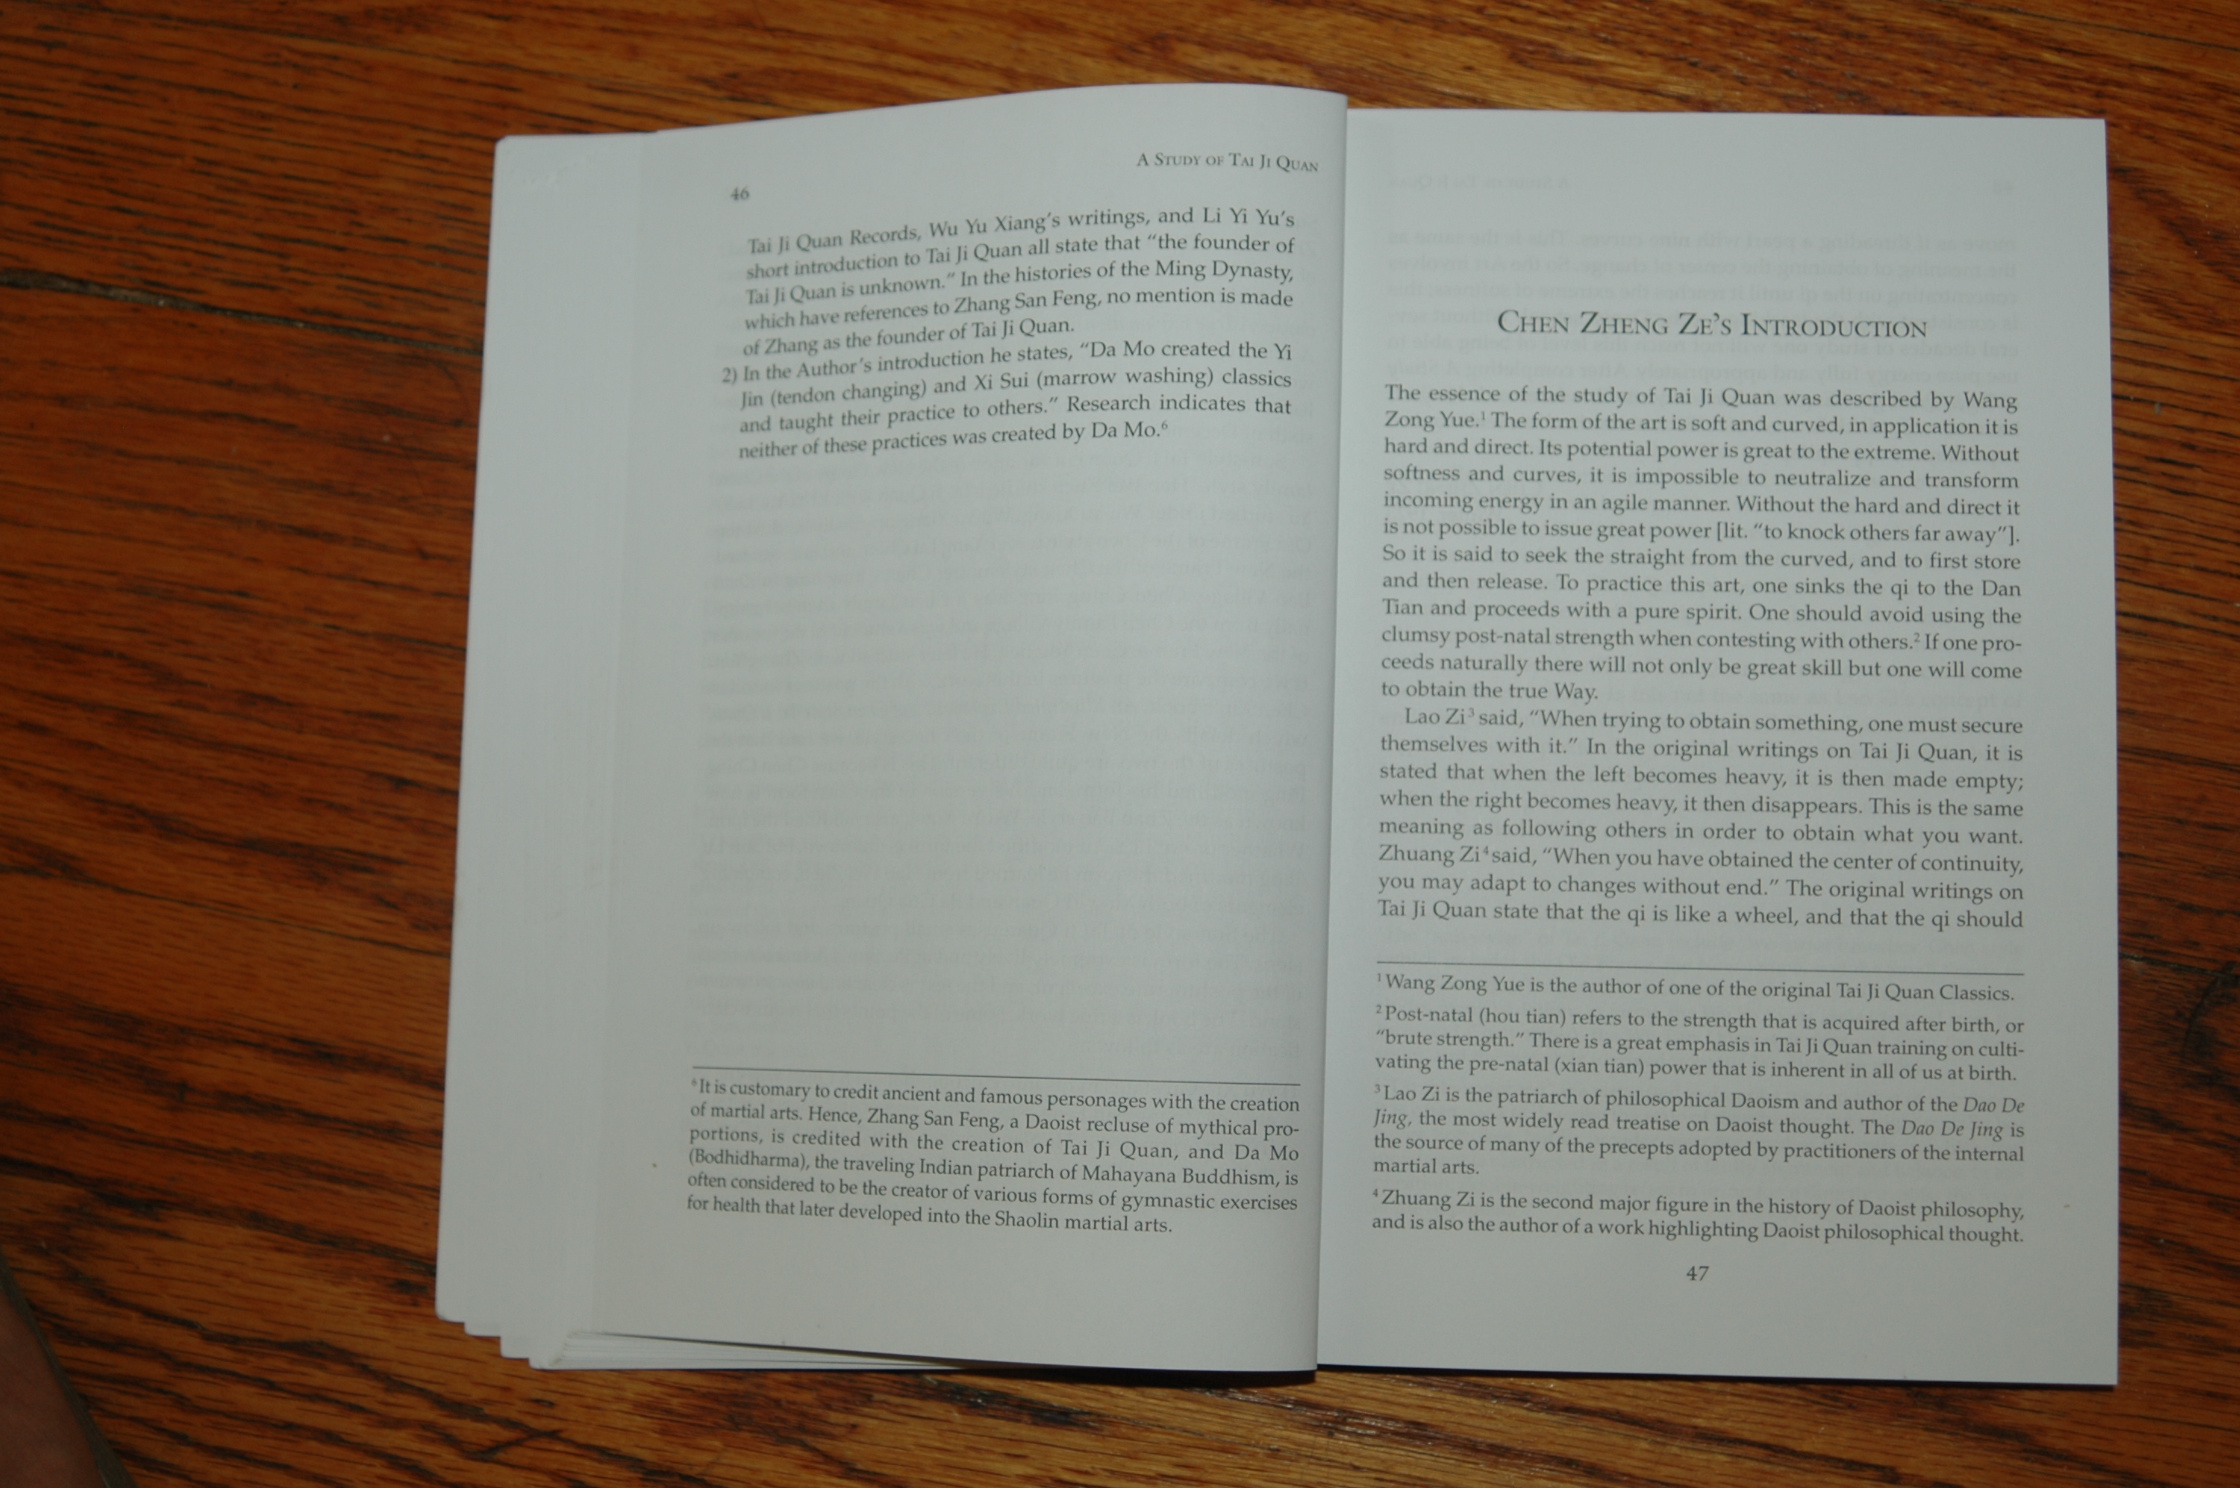 46
A STUDY OF TAI JI QUAN
Tai Ji Quan Records, Wu Yu Xiang's writings, and Li Yi Yu's
short introduction to Tai Ji Quan all state that "the founder of
Tai Ji Quan is unknown." In the histories of the Ming Dynasty,
which have references to Zhang San Feng, no mention is made
of Zhang as the founder of Tai Ji Quan.
2) In the Author's introduction he states, "Da Mo created the Yi
Jin (tendon changing) and Xi Sui (marrow washing) classics
and taught their practice to others." Research indicates that
neither of these practices was created by Da Mo.⁶
⁶ It is customary to credit ancient and famous personages with the creation
of martial arts. Hence, Zhang San Feng, a Daoist recluse of mythical pro-
portions, is credited with the creation of Tai Ji Quan, and Da Mo
(Bodhidharma), the traveling Indian patriarch of Mahayana Buddhism, is
often considered to be the creator of various forms of gymnastic exercises
for health that later developed into the Shaolin martial arts.
CHEN ZHENG ZE'S INTRODUCTION
The essence of the study of Tai Ji Quan was described by Wang
Zong Yue.¹ The form of the art is soft and curved, in application it is
hard and direct. Its potential power is great to the extreme. Without
softness and curves, it is impossible to neutralize and transform
incoming energy in an agile manner. Without the hard and direct it
is not possible to issue great power [lit. "to knock others far away"].
So it is said to seek the straight from the curved, and to first store
and then release. To practice this art, one sinks the qi to the Dan
Tian and proceeds with a pure spirit. One should avoid using the
clumsy post-natal strength when contesting with others.² If one pro-
ceeds naturally there will not only be great skill but one will come
to obtain the true Way.
Lao Zi³ said, "When trying to obtain something, one must secure
themselves with it." In the original writings on Tai Ji Quan, it is
stated that when the left becomes heavy, it is then made empty;
when the right becomes heavy, it then disappears. This is the same
meaning as following others in order to obtain what you want.
Zhuang Zi⁴ said, "When you have obtained the center of continuity,
you may adapt to changes without end." The original writings on
Tai Ji Quan state that the qi is like a wheel, and that the qi should
¹ Wang Zong Yue is the author of one of the original Tai Ji Quan Classics.
² Post-natal (hou tian) refers to the strength that is acquired after birth, or
"brute strength." There is a great emphasis in Tai Ji Quan training on culti-
vating the pre-natal (xian tian) power that is inherent in all of us at birth.
³ Lao Zi is the patriarch of philosophical Daoism and author of the Dao De
Jing, the most widely read treatise on Daoist thought. The Dao De Jing is
the source of many of the precepts adopted by practitioners of the internal
martial arts.
⁴ Zhuang Zi is the second major figure in the history of Daoist philosophy,
and is also the author of a work highlighting Daoist philosophical thought.
47